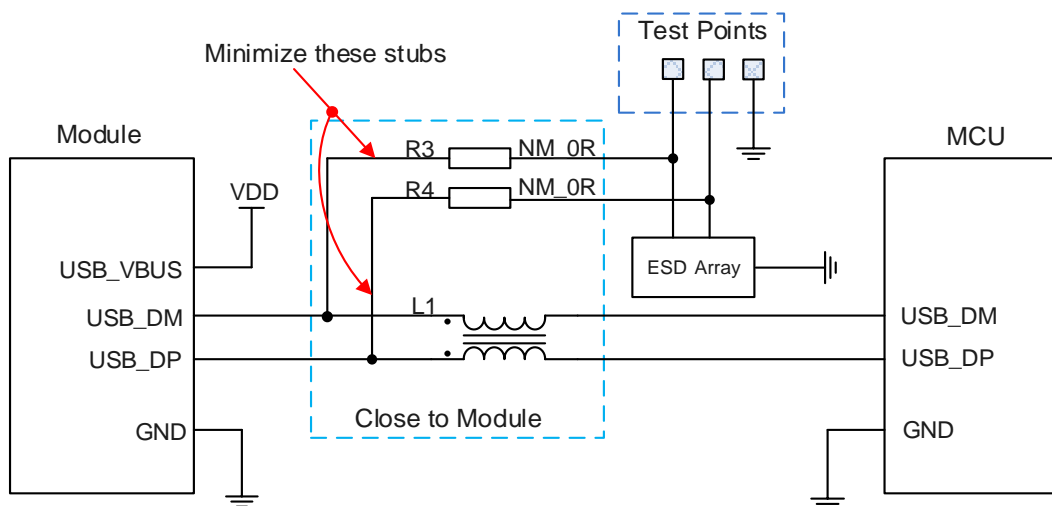 Test Points
Minimize these stubs
Module
MCU
R3
NM_0R
R4
NM_0R
VDD
ESD Array
USB_VBUS
USB_DM
L1
USB_DM
USB_DP
USB_DP
Close to Module
GND
GND